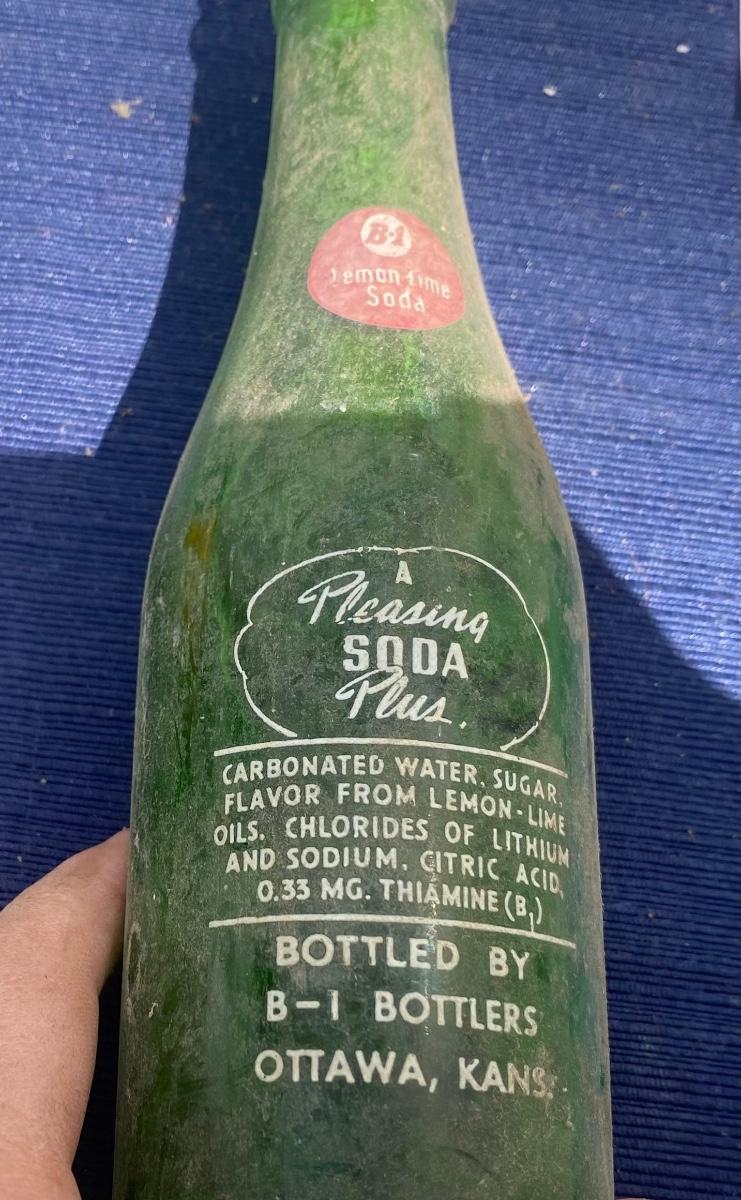 B-1
Lemon-Lime
Soda
A
Pleasing
SODA
Plus.
CARBONATED WATER, SUGAR,
FLAVOR FROM LEMON-LIME
OILS, CHLORIDES OF LITHIUM
AND SODIUM, CITRIC ACID,
0.33 MG. THIAMINE (B₁)
BOTTLED BY
B-1 BOTTLERS
OTTAWA, KANS.